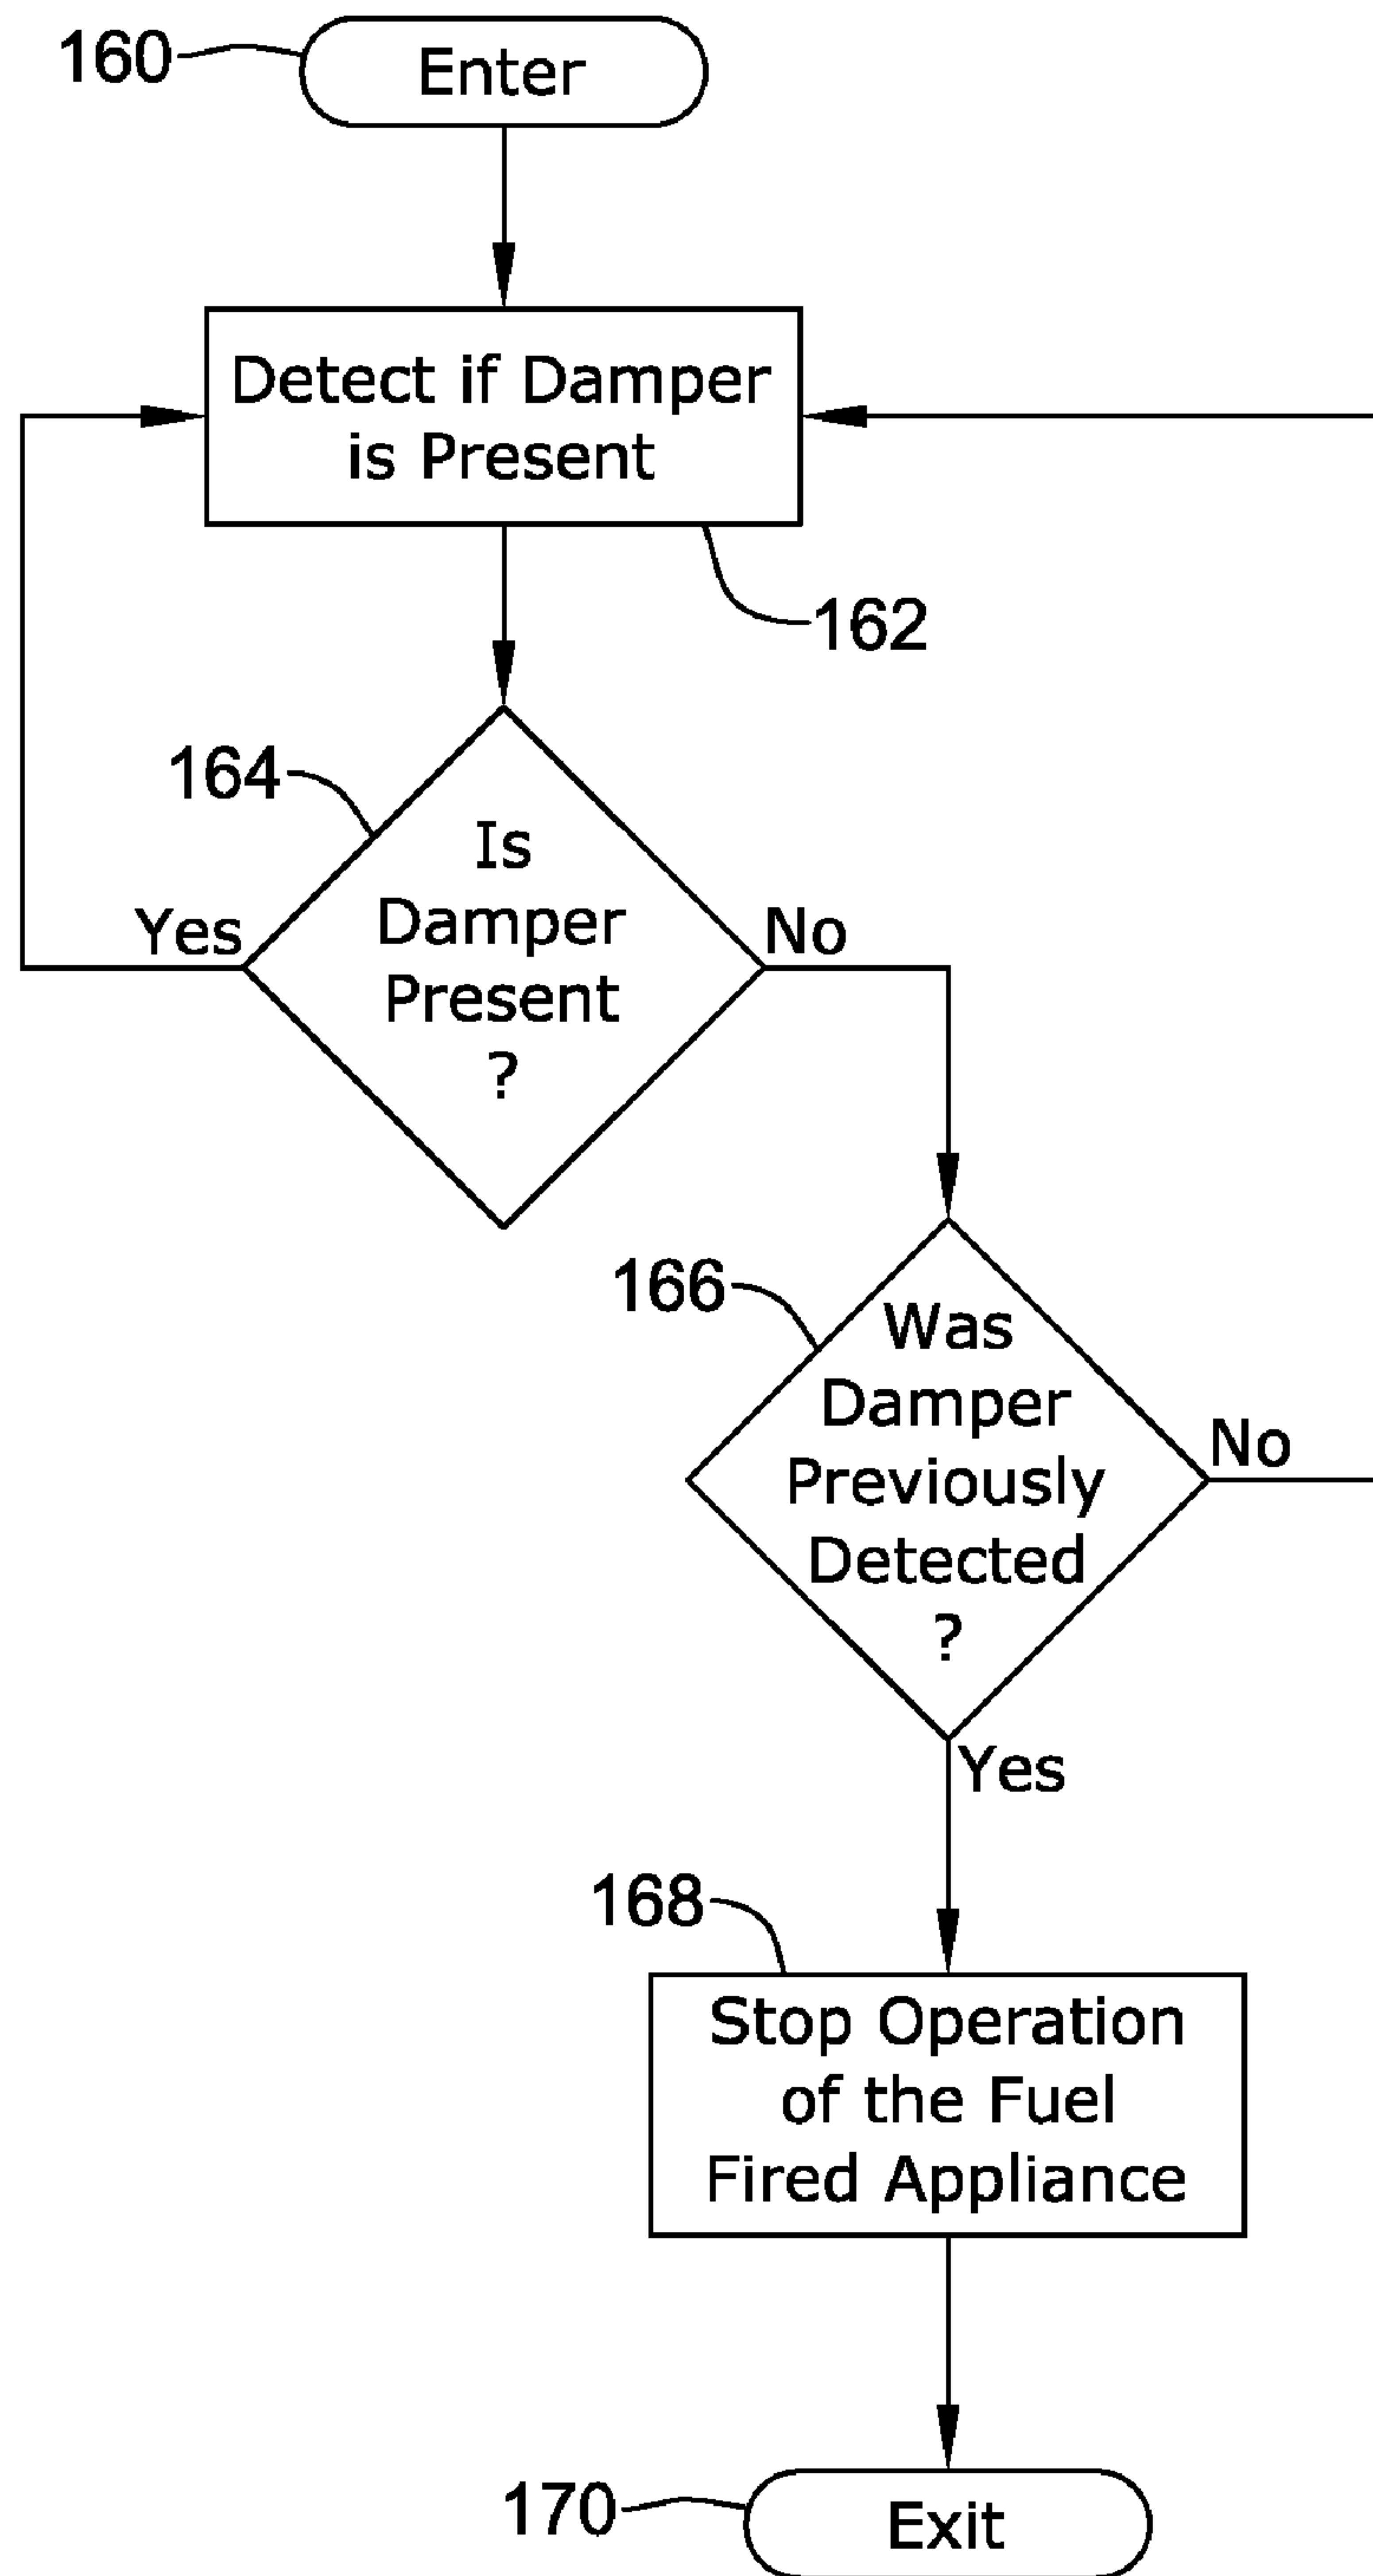 160
Enter
Detect if Damper
is Present
162
164
Is
Damper
Present
?
Yes
No
166
Was
Damper
Previously
Detected
?
No
Yes
168
Stop Operation
of the Fuel
Fired Appliance
170
Exit